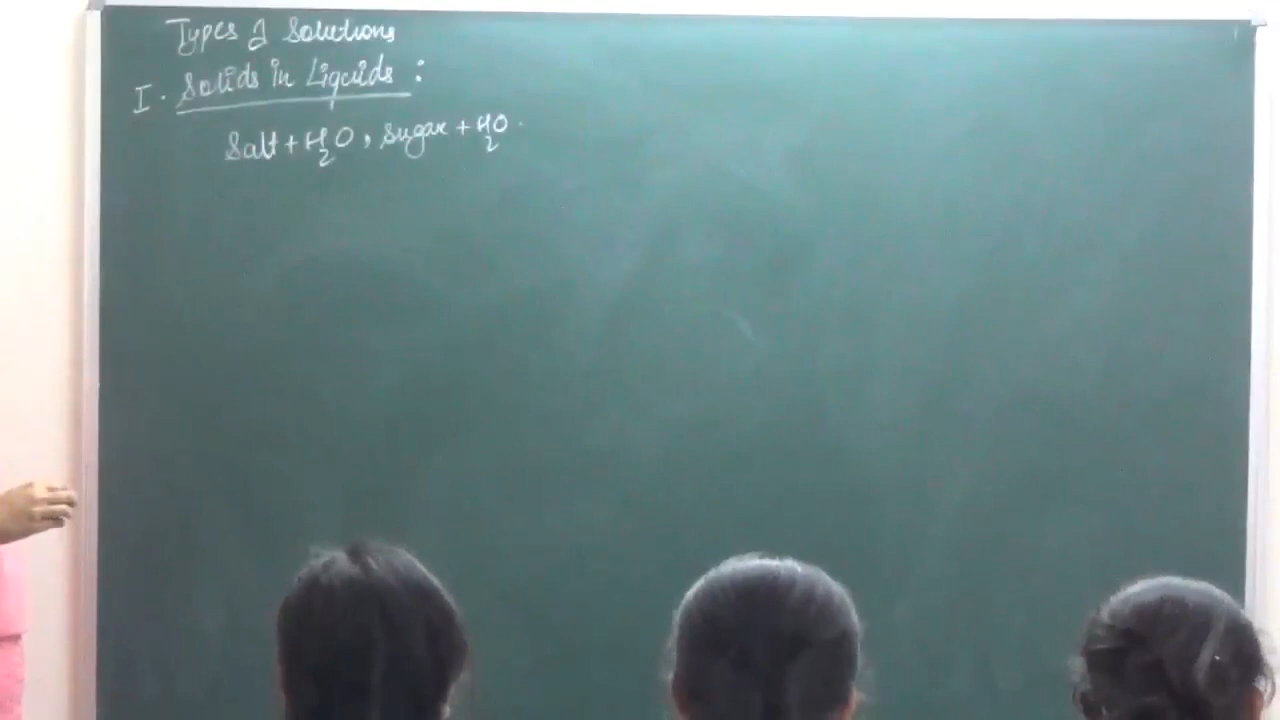 Types of Solutions
I. Solids in Liquids :
Salt + H₂O, Sugar + H₂O.